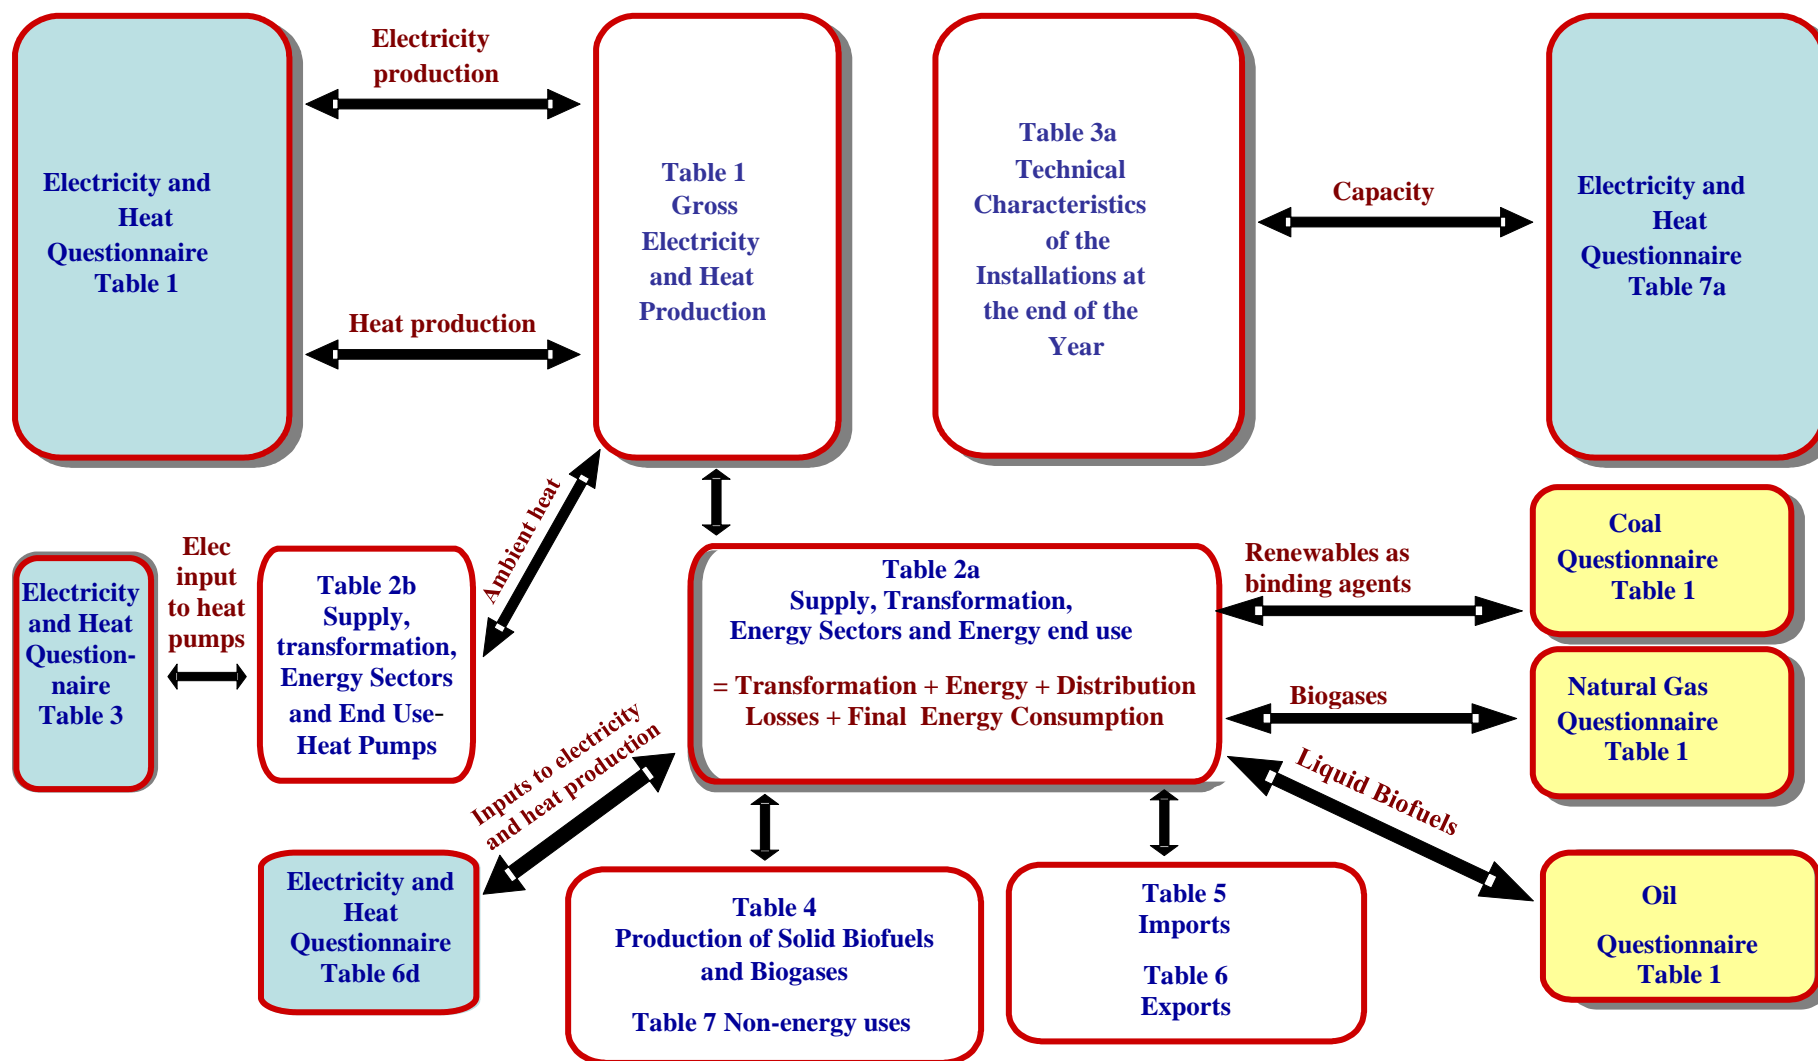 Electricity
production
Electricity and
Heat
Questionnaire
Table 1
Heat production
Table 1
Gross
Electricity
and Heat
Production
Table 3a
Technical
Characteristics
of the
Installations at
the end of the
Year
Capacity
Electricity and
Heat
Questionnaire
Table 7a
Ambient heat
Elec
input
to heat
pumps
Electricity
and Heat
Question-
naire
Table 3
Table 2b
Supply,
transformation,
Energy Sectors
and End Use-
Heat Pumps
Table 2a
Supply, Transformation,
Energy Sectors and Energy end use
= Transformation + Energy + Distribution
Losses + Final Energy Consumption
Renewables as
binding agents
Coal
Questionnaire
Table 1
Biogases
Natural Gas
Questionnaire
Table 1
Inputs to electricity
and heat production
Liquid Biofuels
Electricity and
Heat
Questionnaire
Table 6d
Table 4
Production of Solid Biofuels
and Biogases
Table 7 Non-energy uses
Table 5
Imports
Table 6
Exports
Oil
Questionnaire
Table 1